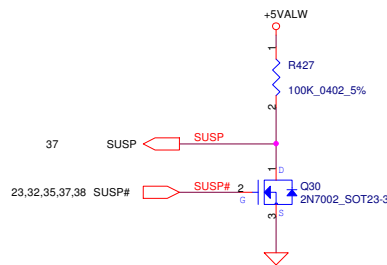 +5VALW
1
R427
100K_0402_5%
2
37 SUSP SUSP
1 D
23,32,35,37,38 SUSP# SUSP# 2 G Q30
2N7002_SOT23-3
3 S